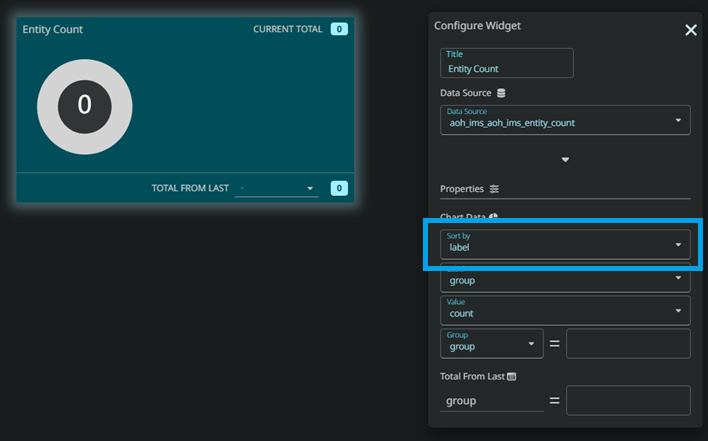 Entity Count
CURRENT TOTAL 0
0
TOTAL FROM LAST - 0
Configure Widget
Title
Entity Count
Data Source
Data Source
aoh_ims_aoh_ims_entity_count
Properties
Chart Data
Sort by
label
group
Value
count
Group
group =
Total From Last
group =